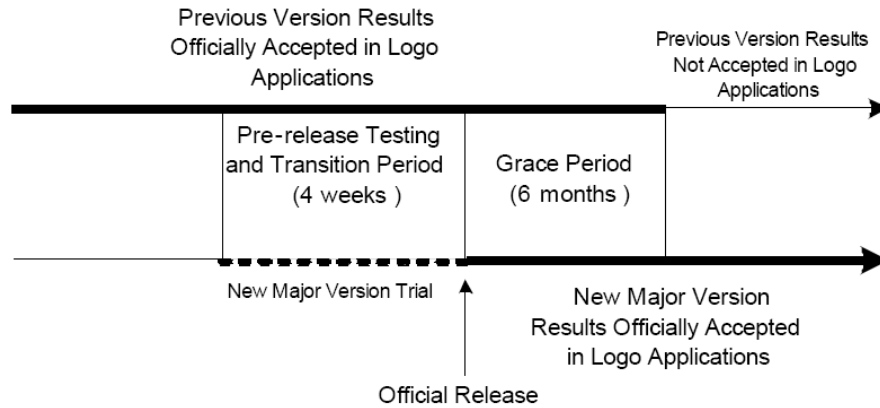 Previous Version Results
Officially Accepted in Logo
Applications
Previous Version Results
Not Accepted in Logo
Applications
Pre-release Testing
and Transition Period
(4 weeks )
Grace Period
(6 months )
New Major Version Trial
New Major Version
Results Officially Accepted
in Logo Applications
Official Release